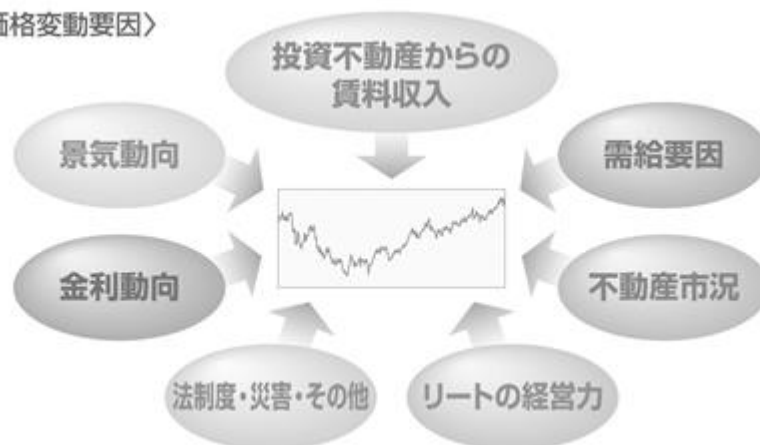 価格変動要因〉
投資不動産からの
賃料収入
景気動向
需給要因
金利動向
不動産市況
法制度・災害・その他
リートの経営力